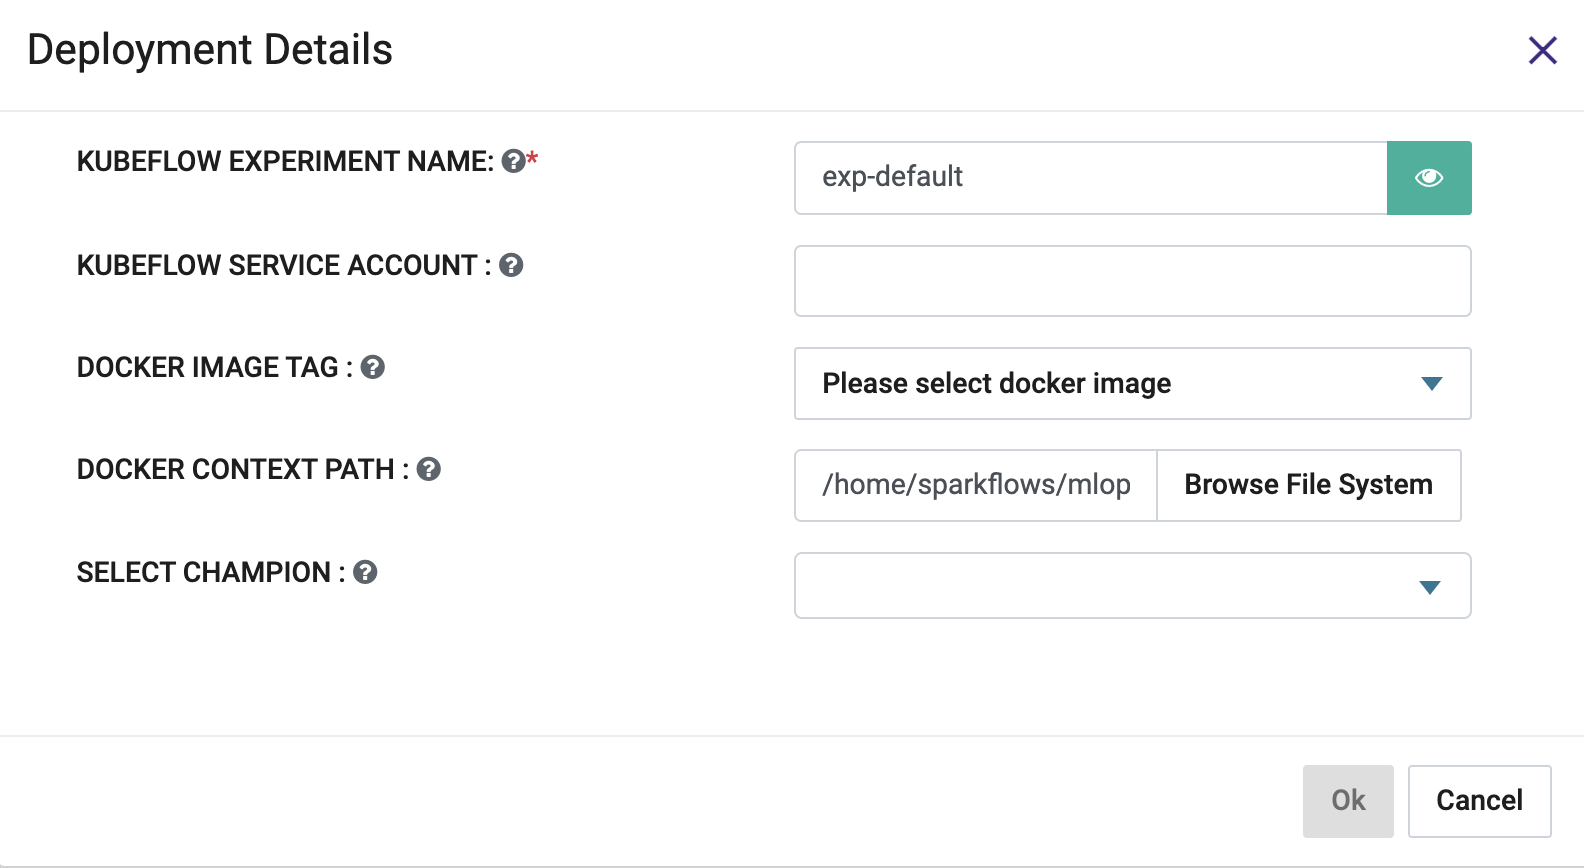 Deployment Details
KUBEFLOW EXPERIMENT NAME: ?*
exp-default
KUBEFLOW SERVICE ACCOUNT : ?
DOCKER IMAGE TAG : ?
Please select docker image
DOCKER CONTEXT PATH : ?
/home/sparkflows/mlop
Browse File System
SELECT CHAMPION : ?
Ok
Cancel